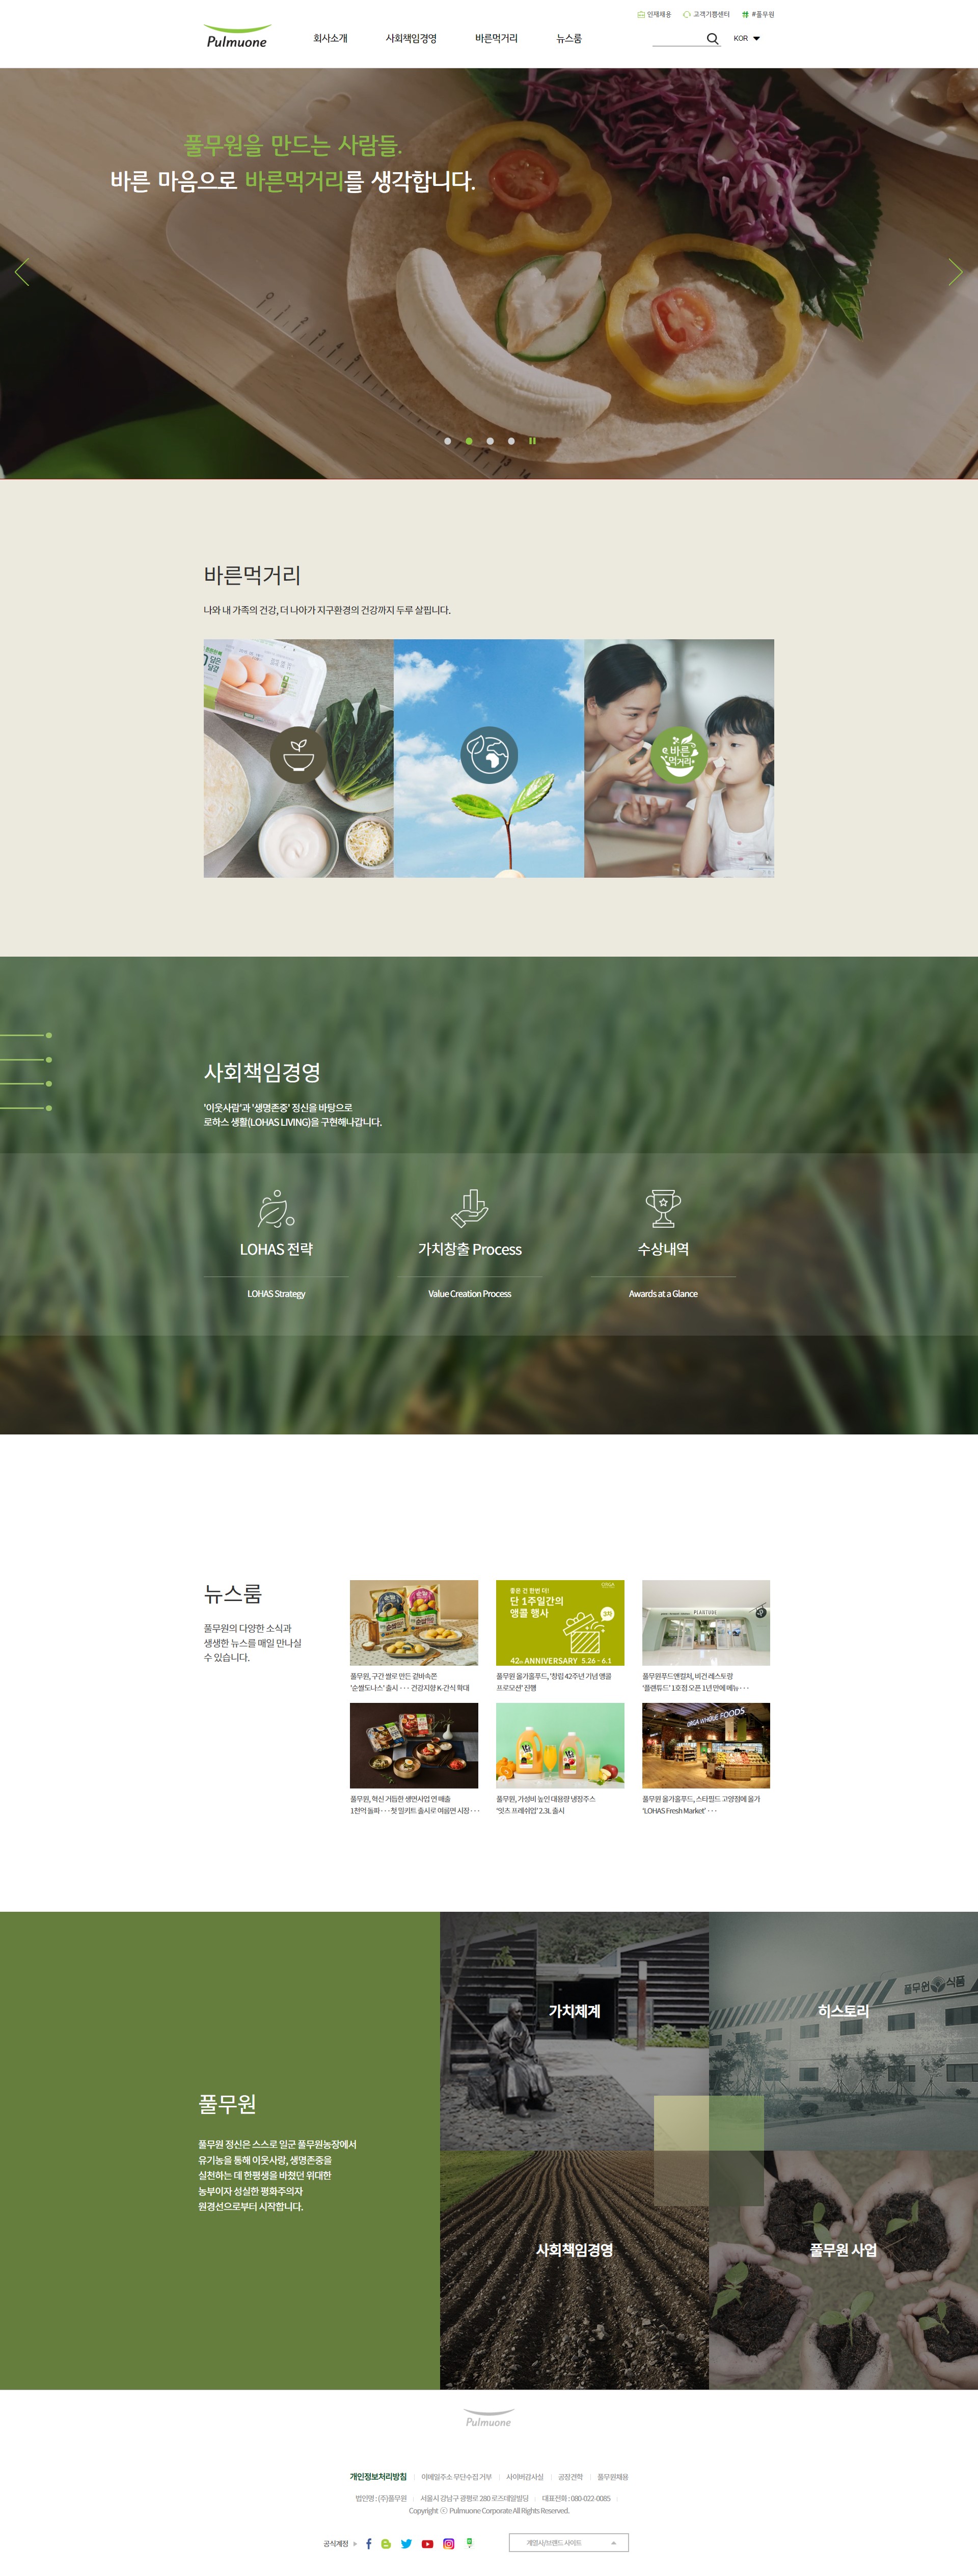 인재채용
고객기쁨센터
#풀무원
Pulmuone
회사소개
사회책임경영
바른먹거리
뉴스룸
KOR
풀무원을 만드는 사람들.
바른 마음으로 바른먹거리를 생각합니다.
0 1 2 3 4 5
13 14
바른먹거리
나와 내 가족의 건강, 더 나아가 지구환경의 건강까지 두루 살핍니다.
바른
먹거리
사회책임경영
'이웃사랑'과 '생명존중' 정신을 바탕으로
로하스 생활(LOHAS LIVING)을 구현해나갑니다.
LOHAS 전략
가치창출 Process
수상내역
LOHAS Strategy
Value Creation Process
Awards at a Glance
뉴스룸
풀무원의 다양한 소식과
생생한 뉴스를 매일 만나실
수 있습니다.
좋은 건 한번 더!
단 1주일간의
앵콜 행사
3차
42th ANNIVERSARY 5.26 - 6.1
PLANTUDE
풀무원, 구간 쌀로 만든 겉바속쫀
'순쌀도나스' 출시 ··· 건강지향 K-간식 확대
풀무원 올가홀푸드, '창립 42주년 기념 앵콜
프로모션' 진행
풀무원푸드앤컬처, 비건 레스토랑
'플랜튜드' 1호점 오픈 1년 만에 메뉴···
ORGA WHOLE FOODS
풀무원, 혁신 거듭한 생면사업 연 매출
1천억 돌파···첫 밀키트 출시로 여름면 시장···
풀무원, 가성비 높인 대용량 냉장주스
'잇츠 프레쉬업' 2.3L 출시
풀무원 올가홀푸드, 스타필드 고양점에 올가
'LOHAS Fresh Market' ···
풀무원
풀무원 정신은 스스로 일군 풀무원농장에서
유기농을 통해 이웃사랑, 생명존중을
실천하는 데 한평생을 바쳤던 위대한
농부이자 성실한 평화주의자
원경선으로부터 시작합니다.
가치체계
풀무원 식품
히스토리
사회책임경영
풀무원 사업
Pulmuone
개인정보처리방침
이메일주소 무단수집 거부
사이버감사실
공장견학
풀무원채용
법인명 : (주)풀무원
서울시 강남구 광평로 280 로즈데일빌딩
대표전화 : 080-022-0085
Copyright ⓒ Pulmuone Corporate All Rights Reserved.
공식계정
계열사/브랜드 사이트